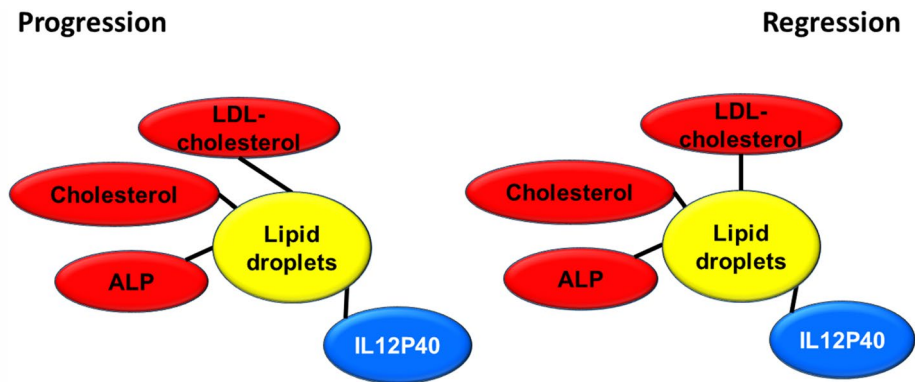 Progression
Regression
LDL-
cholesterol
Cholesterol
Lipid
droplets
ALP
IL12P40
LDL-
cholesterol
Cholesterol
Lipid
droplets
ALP
IL12P40